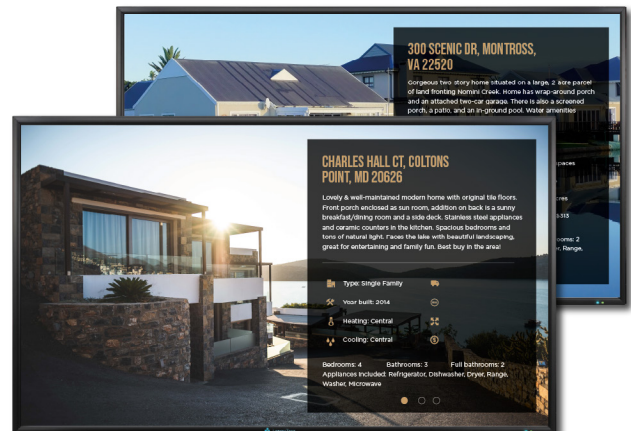 300 SCENIC DR, MONTROSS,
VA 22520
Gorgeous two story home situated on a large, 2 acre parcel
of land fronting Nomini Creek. Home has wrap-around porch
and an attached two-car garage. There is also a screened
porch, a patio, and an in-ground pool. Water amenities
spaces
cres
$313
ooms: 2
er, Range,
CHARLES HALL CT, COLTONS
POINT, MD 20626
Lovely & well-maintained modern home with original tile floors.
Front porch enclosed as sun room, addition on back is a sunny
breakfast/dining room and a side deck. Stainless steel appliances
and ceramic counters in the kitchen. Spacious bedrooms and
tons of natural light. Faces the lake with beautiful landscaping,
great for entertaining and family fun. Best buy in the area!
Type: Single Family
Year built: 2014
Heating: Central
Cooling: Central
Bedrooms: 4 Bathrooms: 3 Full bathrooms: 2
Appliances included: Refrigerator, Dishwasher, Dryer, Range,
Washer, Microwave